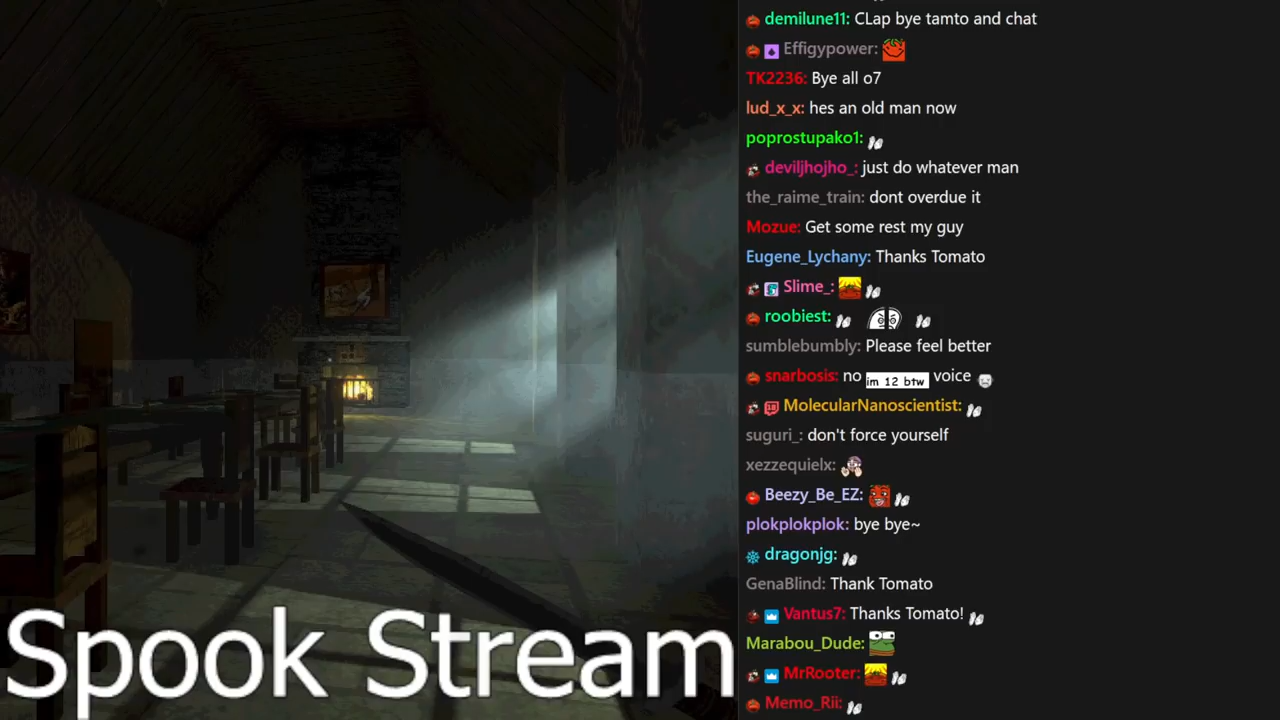 demilune11: CLap bye tamto and chat
Effigypower:
TK2236: Bye all o7
lud_x_x: hes an old man now
poprostupako1:
deviljhojho_: just do whatever man
the_raime_train: dont overdue it
Mozue: Get some rest my guy
Eugene_Lychany: Thanks Tomato
Slime_:
roobiest:
sumblebumbly: Please feel better
snarbosis: no im 12 btw voice
MolecularNanoscientist:
suguri_: don't force yourself
xezzequielx:
Beezy_Be_EZ:
plokplokplok: bye bye~
dragonjg:
GenaBlind: Thank Tomato
Vantus7: Thanks Tomato!
Marabou_Dude:
MrRooter:
Memo_Rii:
Spook Stream